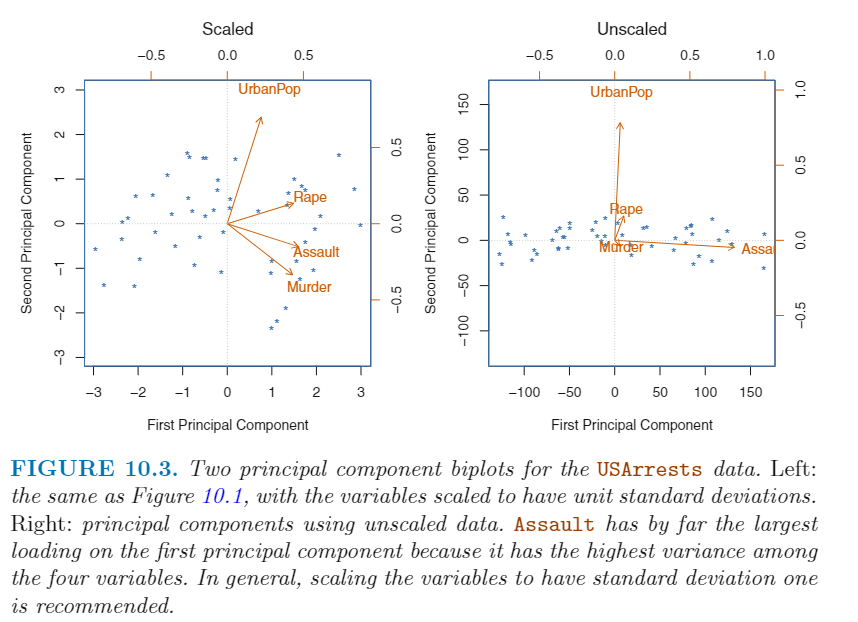 Scaled
−0.5 0.0 0.5
UrbanPop
Rape
Assault
Murder
3
2
1
0
−1
−2
−3
Second Principal Component
0.5
0.0
−0.5
−3 −2 −1 0 1 2 3
First Principal Component
Unscaled
−0.5 0.0 0.5 1.0
UrbanPop
Rape
Murder
Assa
150
100
50
0
−50
−100
Second Principal Component
1.0
0.5
0.0
−0.5
−100 −50 0 50 100 150
First Principal Component
FIGURE 10.3. Two principal component biplots for the USArrests data. Left:
the same as Figure 10.1, with the variables scaled to have unit standard deviations.
Right: principal components using unscaled data. Assault has by far the largest
loading on the first principal component because it has the highest variance among
the four variables. In general, scaling the variables to have standard deviation one
is recommended.